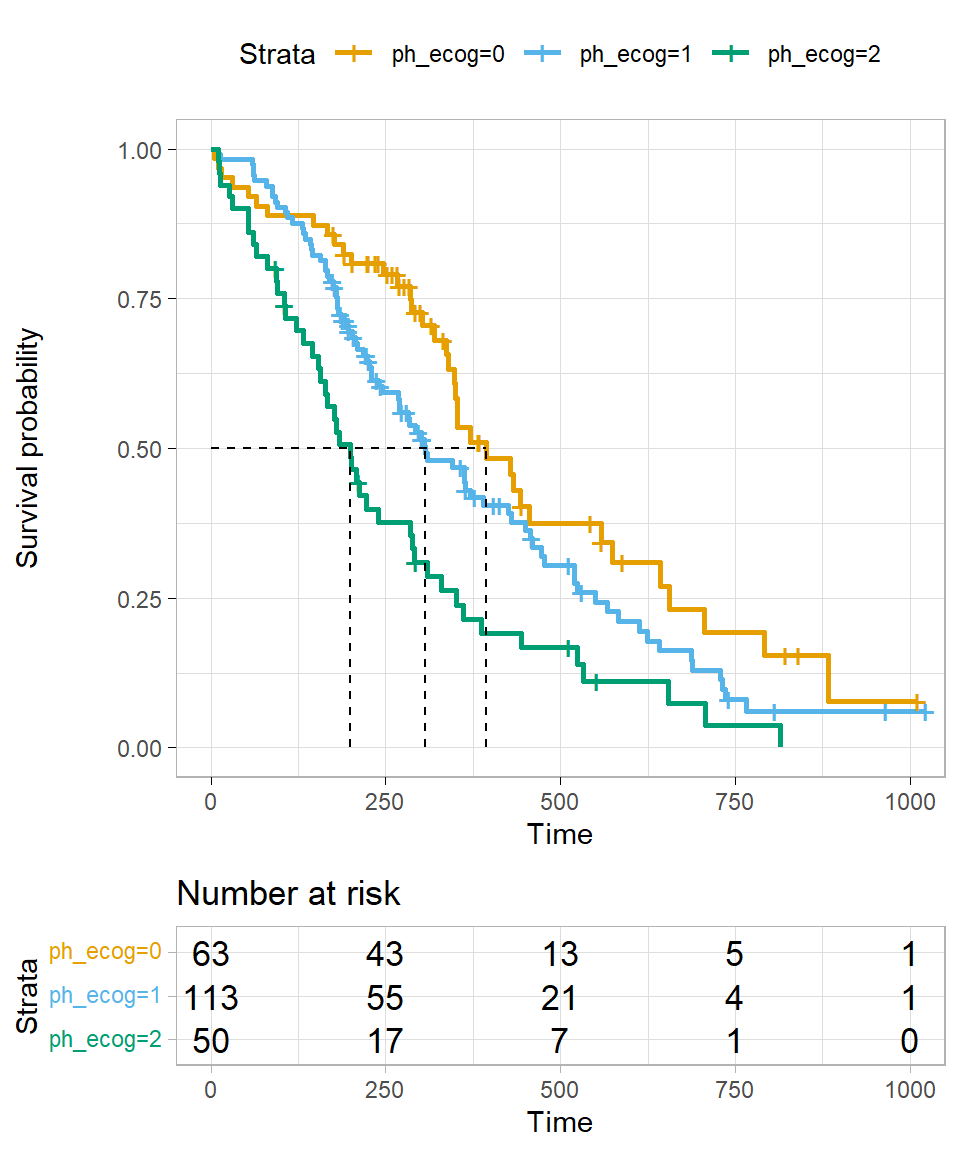 Strata ph_ecog=0 ph_ecog=1 ph_ecog=2
Survival probability
1.00
0.75
0.50
0.25
0.00
0 250 500 750 1000
Time
Number at risk
Strata
ph_ecog=0 63 43 13 5 1
ph_ecog=1 113 55 21 4 1
ph_ecog=2 50 17 7 1 0
0 250 500 750 1000
Time